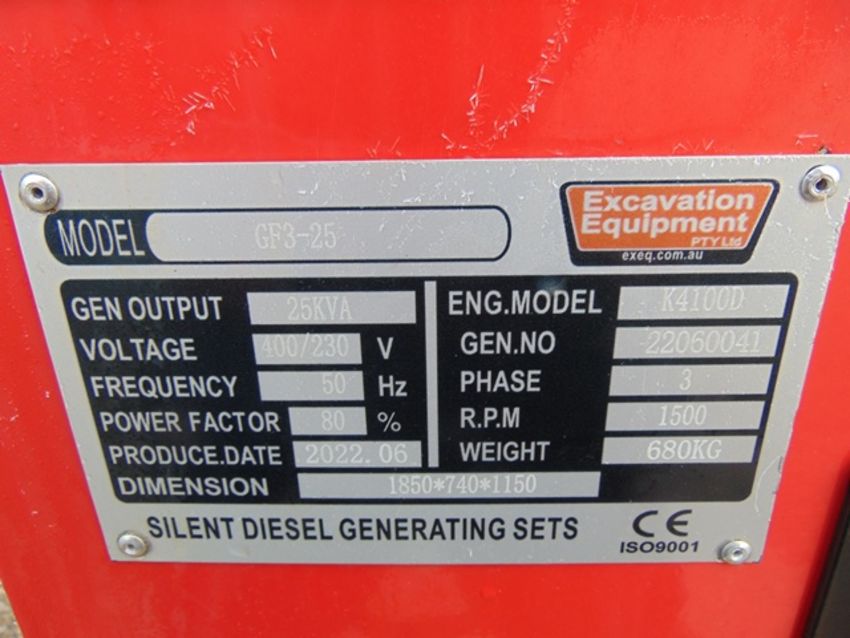 MODEL GF3-25
Excavation
Equipment
PTY Ltd
exeq.com.au
GEN OUTPUT 25KVA
VOLTAGE 400/230 V
FREQUENCY 50 Hz
POWER FACTOR 80 %
PRODUCE.DATE 2022.06
ENG.MODEL K4100D
GEN.NO 22060041
PHASE 3
R.P.M 1500
WEIGHT 680KG
DIMENSION 1850*740*1150
SILENT DIESEL GENERATING SETS
CE
ISO9001